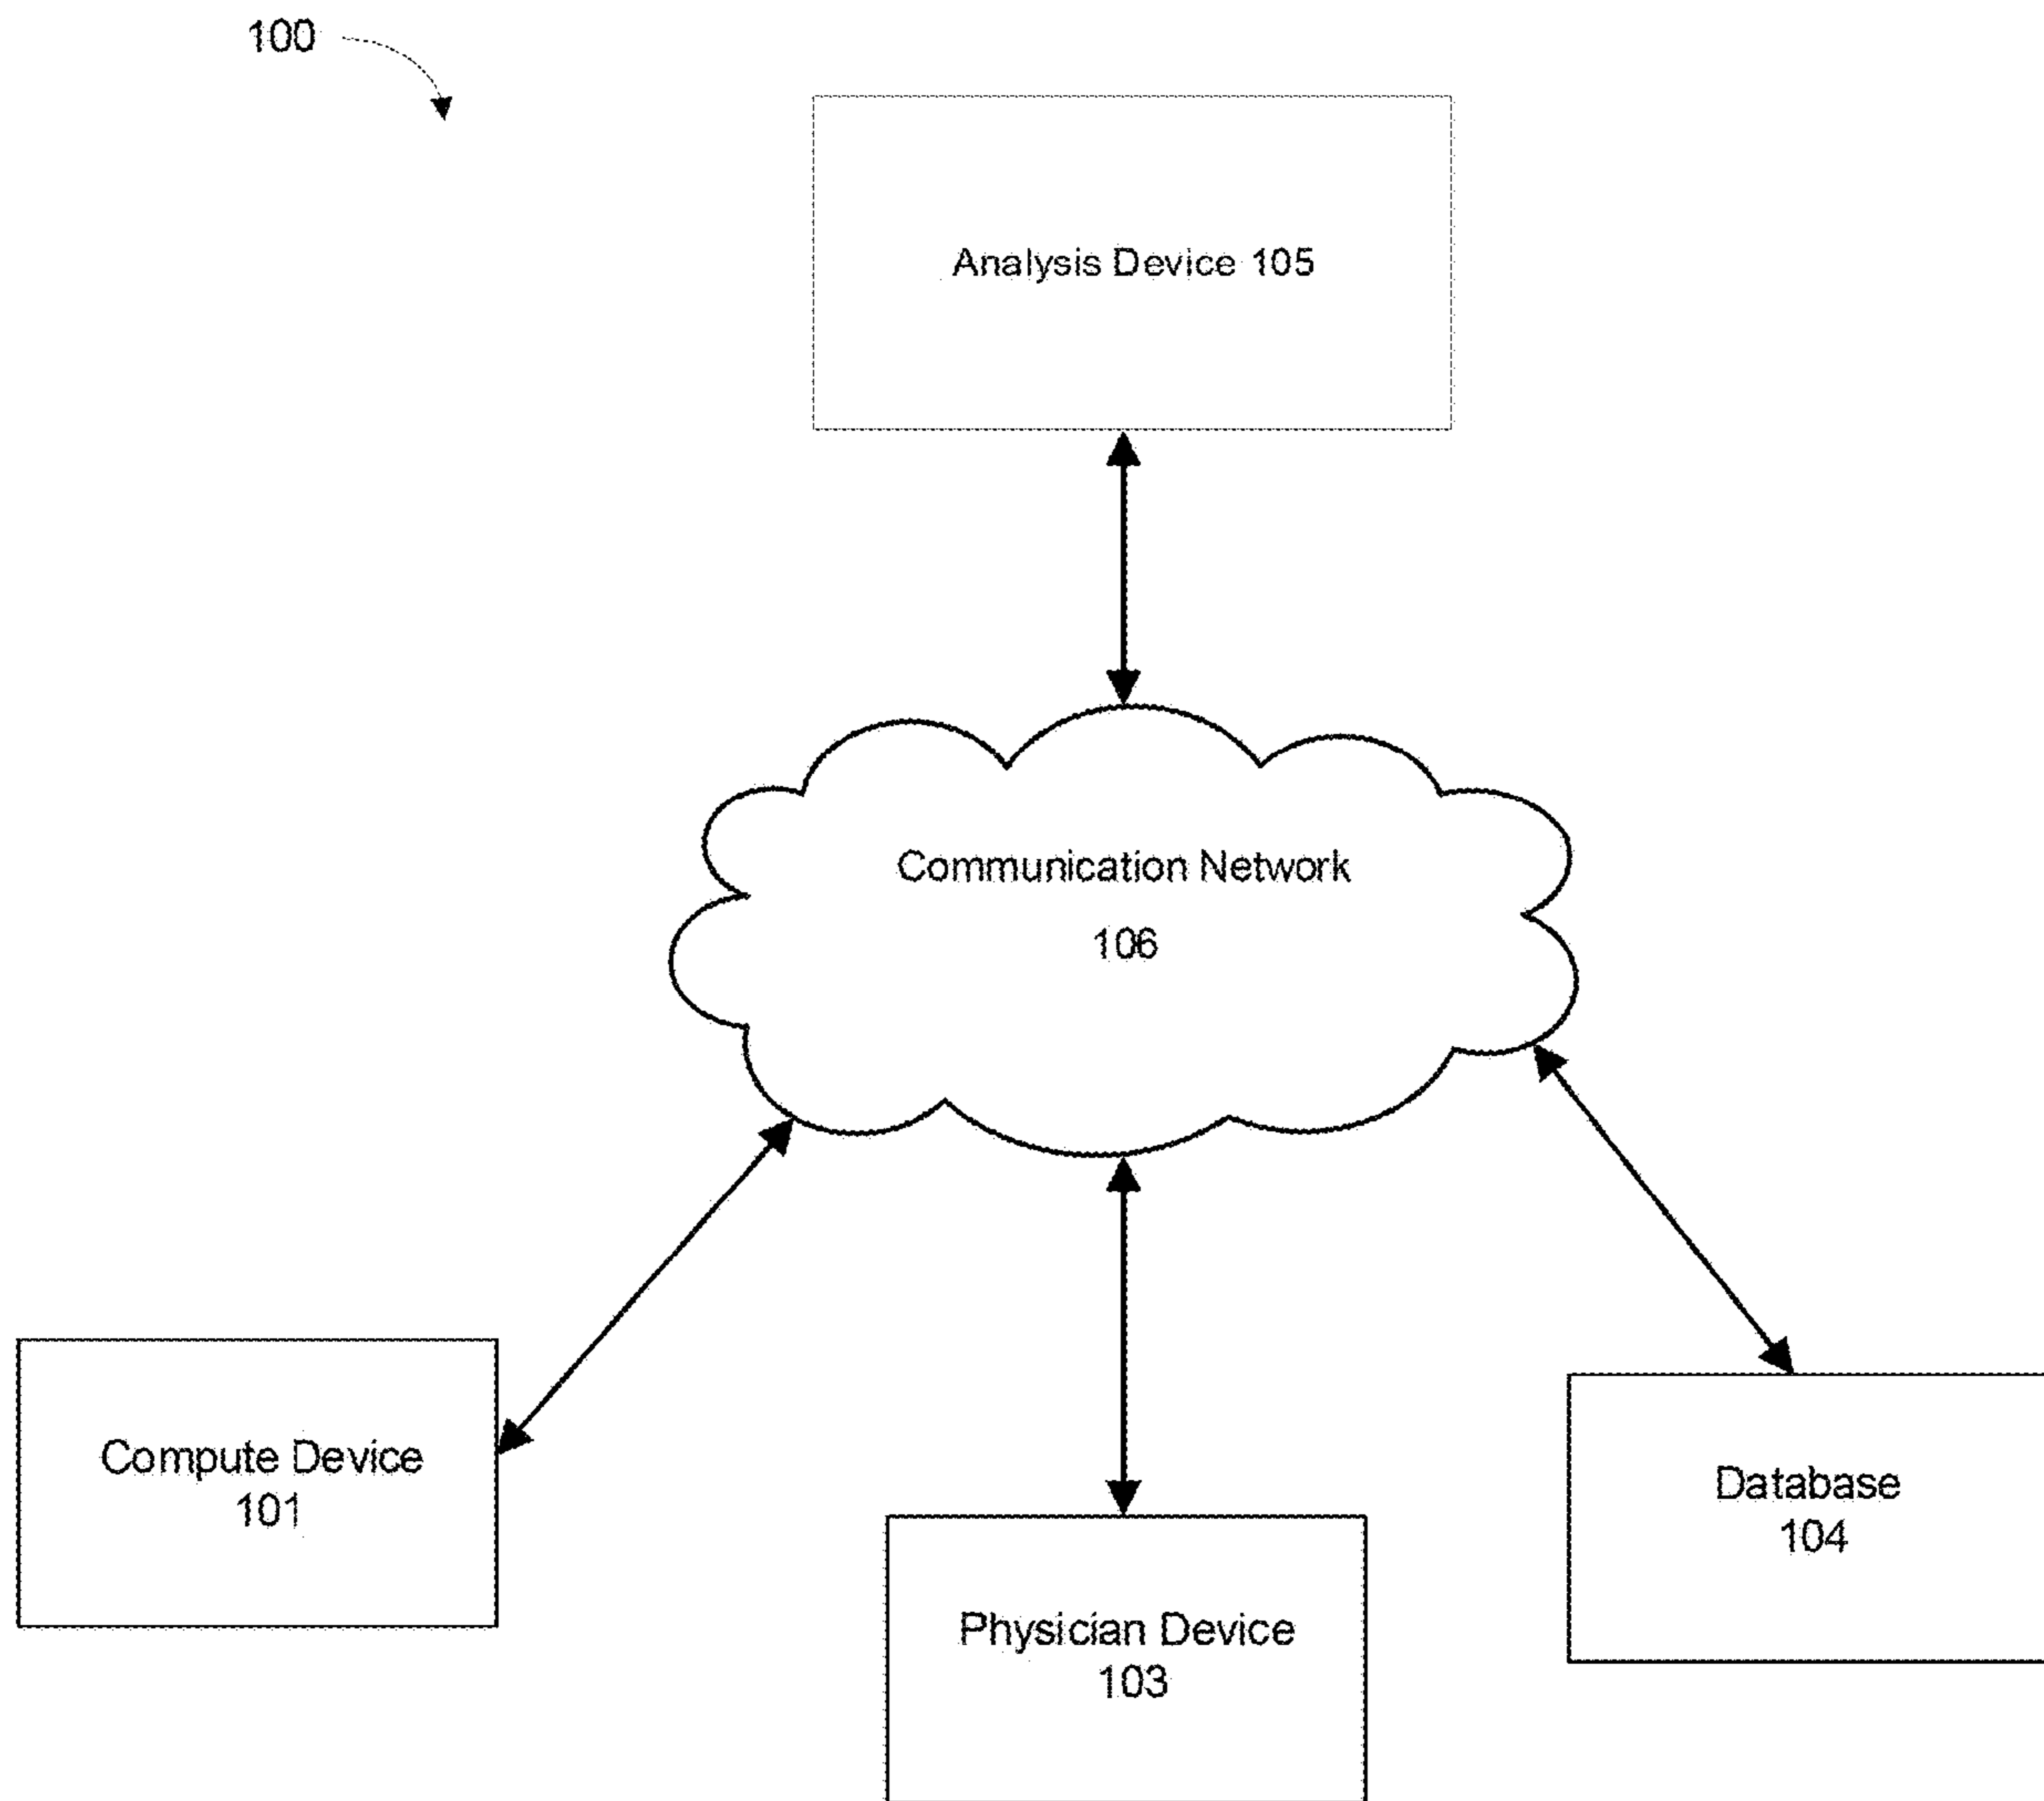 100
Analysis Device 105
Communication Network
106
Compute Device
101
Database
104
Physician Device
103